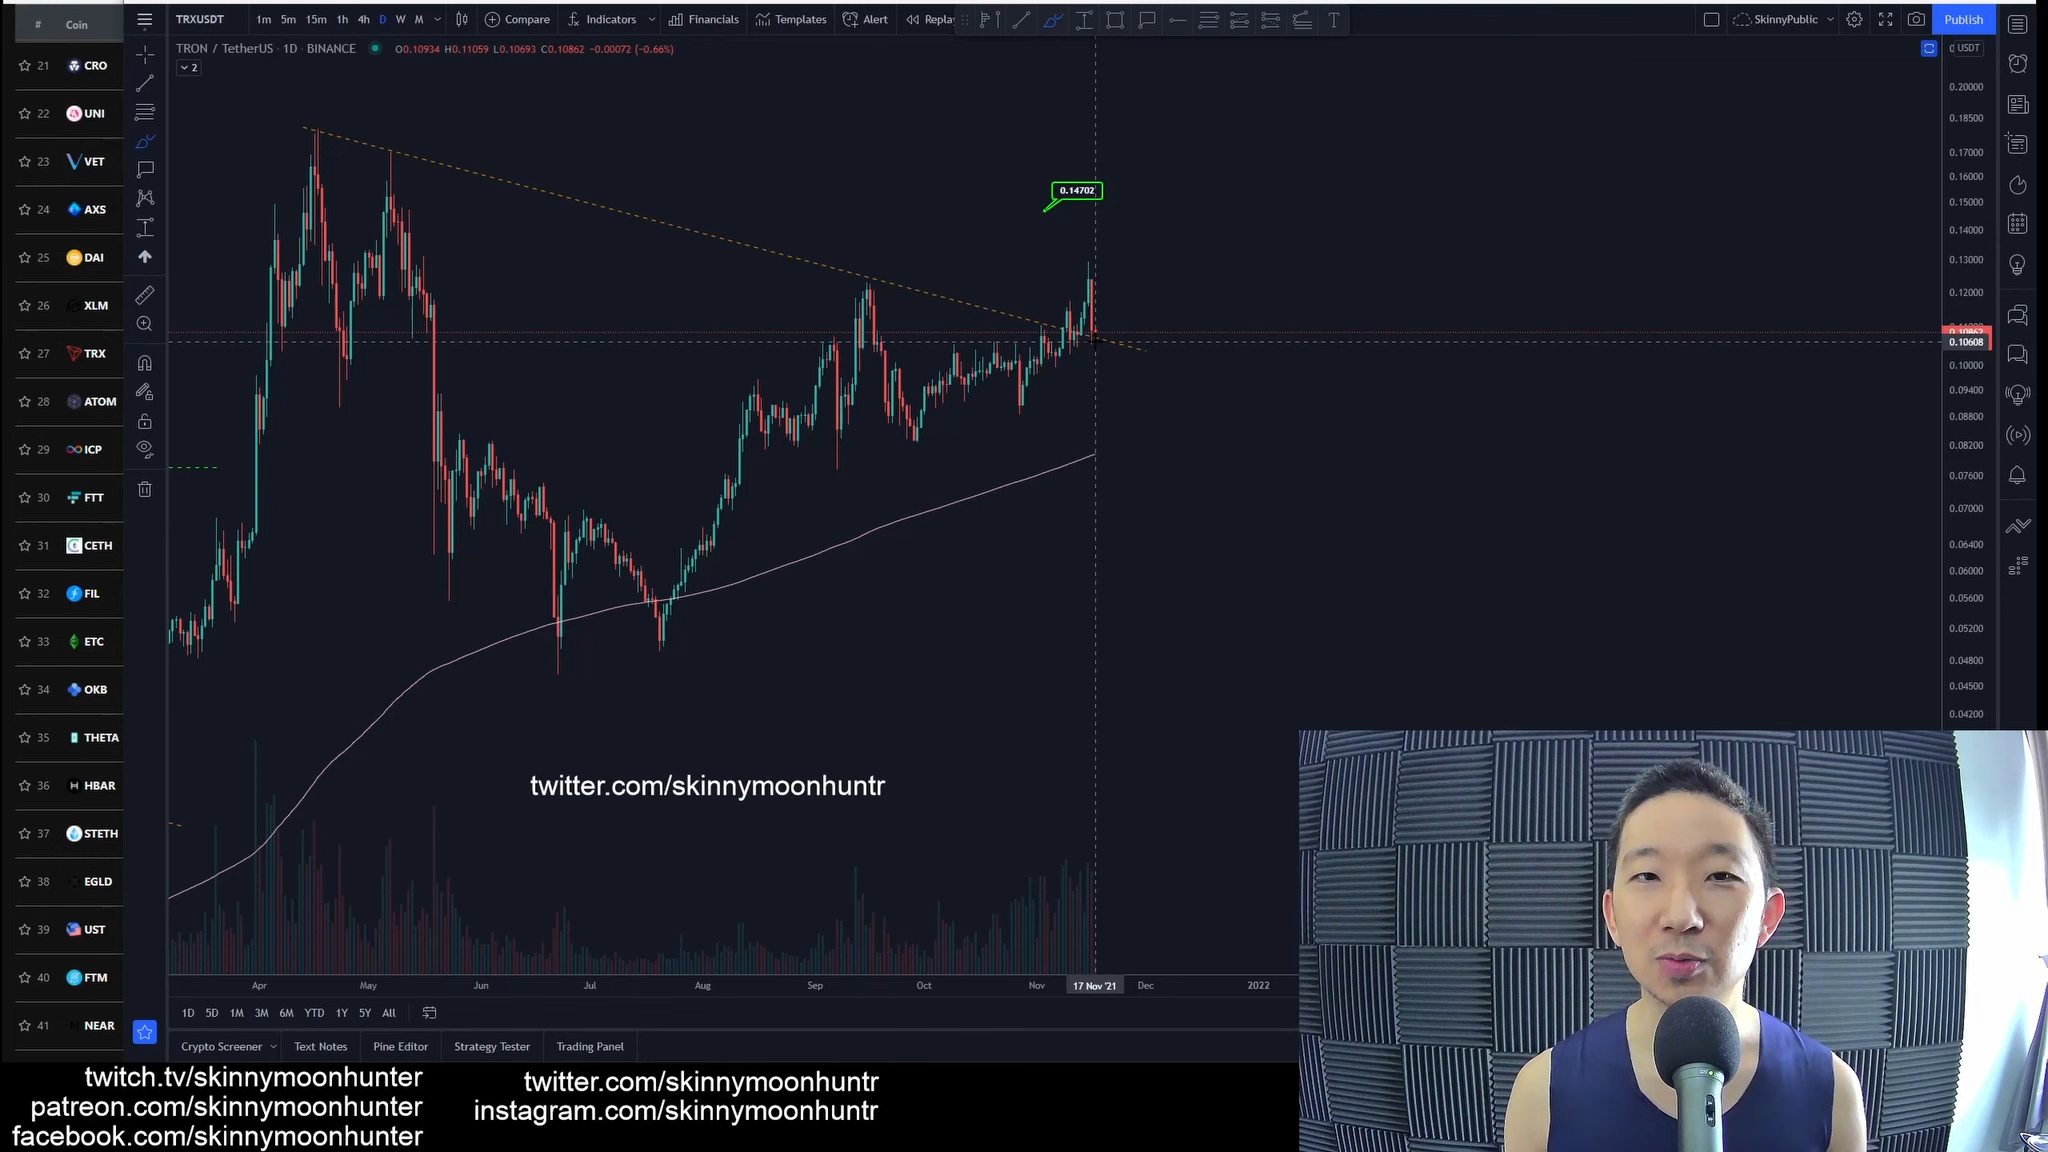 # Coin
TRXUSDT 1m 5m 15m 1h 4h D W M Compare Indicators Financials Templates Alert Replay SkinnyPublic Publish
TRON / TetherUS · 1D · BINANCE O0.10934 H0.11059 L0.10693 C0.10862 −0.00072 (−0.66%)
USDT
2
21 CRO
22 UNI
23 VET
24 AXS
25 DAI
26 XLM
27 TRX
28 ATOM
29 ICP
30 FTT
31 CETH
32 FIL
33 ETC
34 OKB
35 THETA
36 HBAR
37 STETH
38 EGLD
39 UST
40 FTM
41 NEAR
0.14702
0.20000
0.18500
0.17000
0.16000
0.15000
0.14000
0.13000
0.12000
0.10862
0.10608
0.10000
0.09400
0.08800
0.08200
0.07600
0.07000
0.06400
0.06000
0.05600
0.05200
0.04800
0.04500
0.04200
twitter.com/skinnymoonhuntr
Apr May Jun Jul Aug Sep Oct Nov 17 Nov '21 Dec 2022
1D 5D 1M 3M 6M YTD 1Y 5Y All
Crypto Screener Text Notes Pine Editor Strategy Tester Trading Panel
twitch.tv/skinnymoonhunter
patreon.com/skinnymoonhunter
facebook.com/skinnymoonhunter
twitter.com/skinnymoonhuntr
instagram.com/skinnymoonhuntr